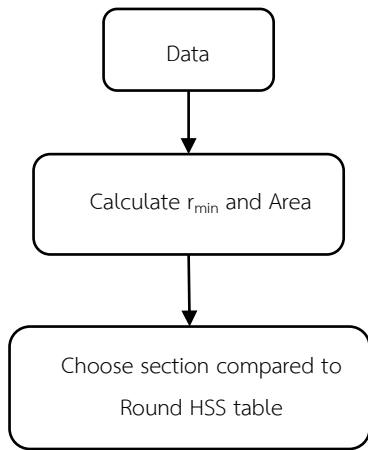 Data
Calculate rmin and Area
Choose section compared to
Round HSS table